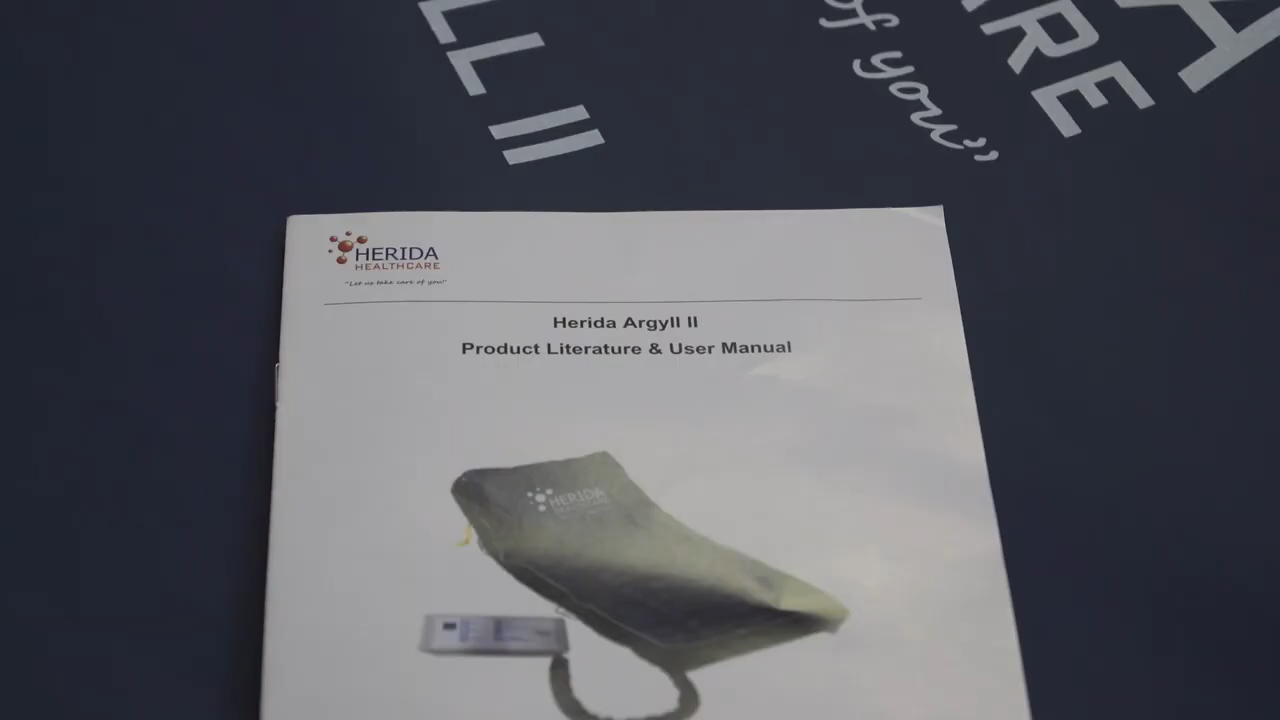 LL II
of you"
ARE
A
HERIDA
HEALTHCARE
"Let us take care of you!"
Herida Argyll II
Product Literature & User Manual
HERIDA
HEALTHCARE